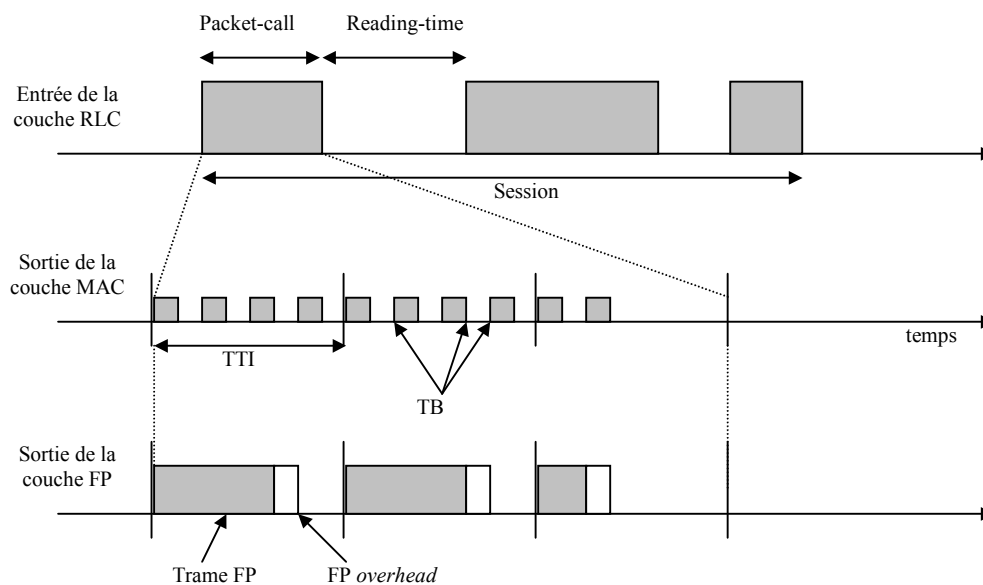 Packet-call
Reading-time
Entrée de la
couche RLC
Session
Sortie de la
couche MAC
temps
TTI
TB
Sortie de la
couche FP
Trame FP
FP overhead